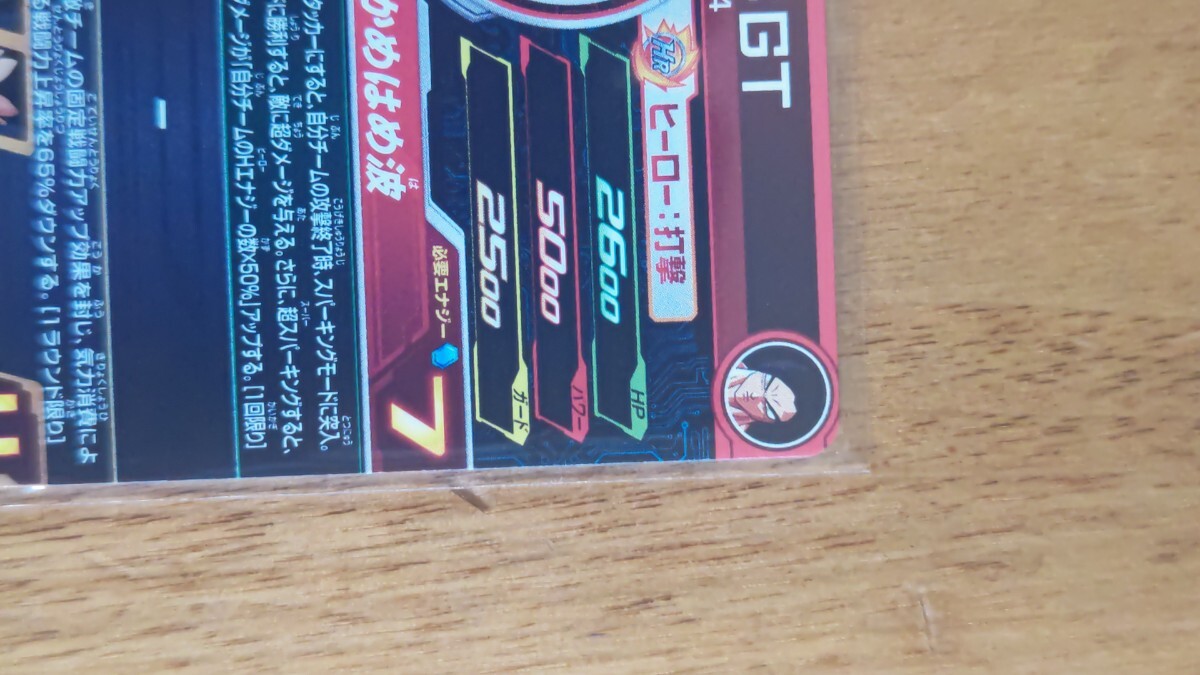 GT
4
HR
ヒーロー:打撃
2600
HP
5000
パワー
2500
ガード
かめはめ波
は
必要エナジー 7
タッカーにすると、自分チームの攻撃終了時、スパーキングモードに突入。
に勝利すると、敵に超ダメージを与える。さらに、超スパーキングすると、
ダメージが「自分チームのHエナジーの数×50%」アップする。[1回限り]
敵チームの固定戦闘力アップ効果を封じ、気力消費によ
る戦闘力上昇率を65%ダウンする。[1ラウンド限り]